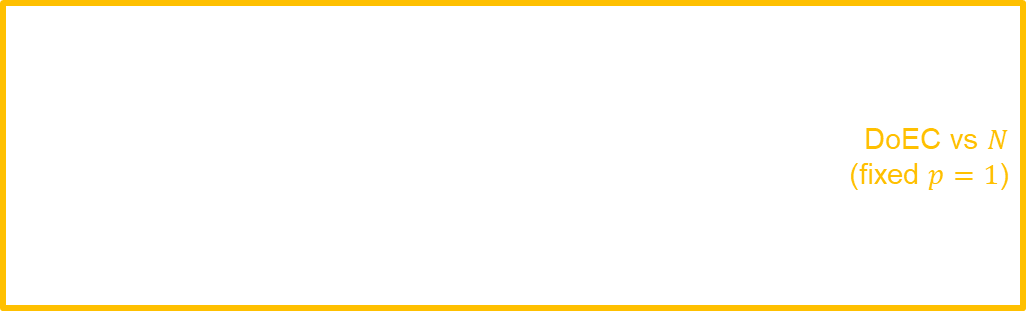 DoEC vs N
(fixed p = 1)